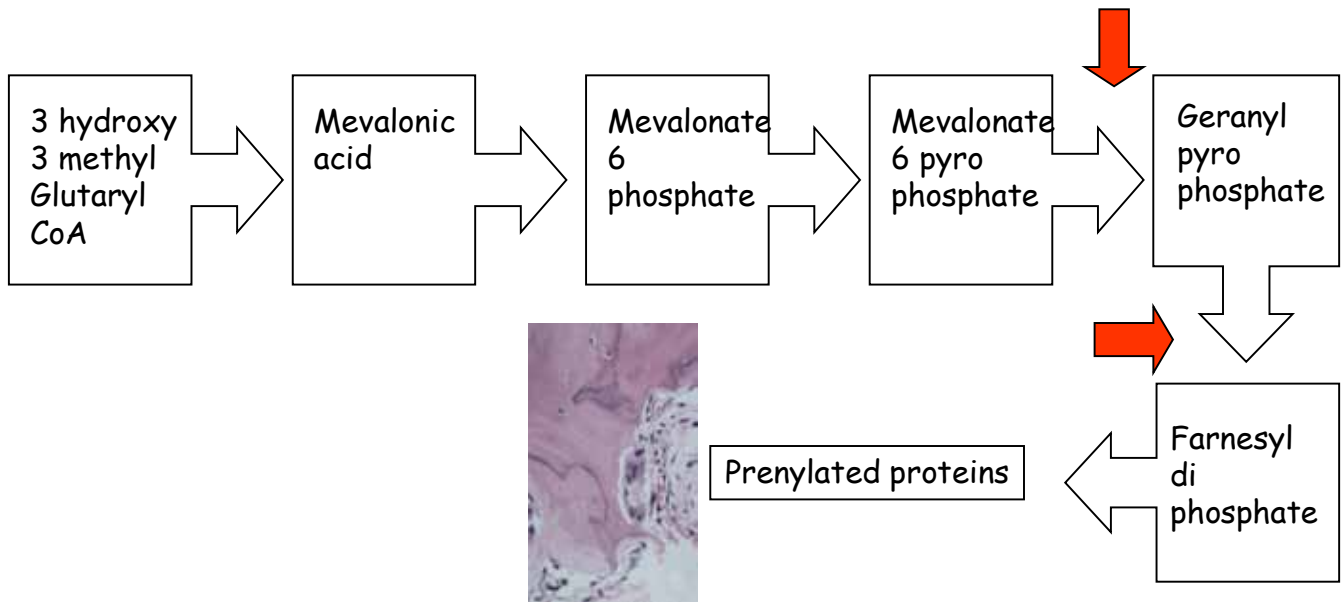 3 hydroxy
3 methyl
Glutaryl
CoA
Mevalonic
acid
Mevalonate
6
phosphate
Mevalonate
6 pyro
phosphate
Geranyl
pyro
phosphate
Farnesyl
di
phosphate
Prenylated proteins